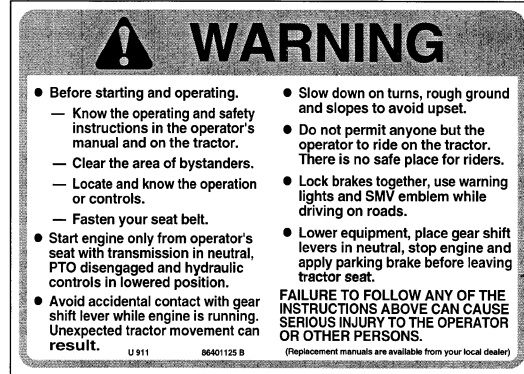 WARNING
● Before starting and operating.
— Know the operating and safety
instructions in the operator's
manual and on the tractor.
— Clear the area of bystanders.
— Locate and know the operation
or controls.
— Fasten your seat belt.
● Start engine only from operator's
seat with transmission in neutral,
PTO disengaged and hydraulic
controls in lowered position.
● Avoid accidental contact with gear
shift lever while engine is running.
Unexpected tractor movement can
result.
U 911 86401125 B
● Slow down on turns, rough ground
and slopes to avoid upset.
● Do not permit anyone but the
operator to ride on the tractor.
There is no safe place for riders.
● Lock brakes together, use warning
lights and SMV emblem while
driving on roads.
● Lower equipment, place gear shift
levers in neutral, stop engine and
apply parking brake before leaving
tractor seat.
FAILURE TO FOLLOW ANY OF THE
INSTRUCTIONS ABOVE CAN CAUSE
SERIOUS INJURY TO THE OPERATOR
OR OTHER PERSONS.
(Replacement manuals are available from your local dealer)